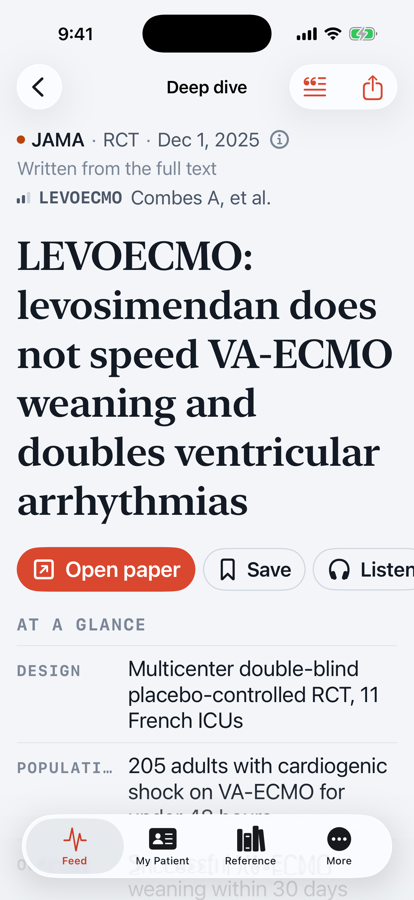 9:41
Deep dive
JAMA · RCT · Dec 1, 2025
Written from the full text
LEVOECMO Combes A, et al.
LEVOECMO:
levosimendan does
not speed VA-ECMO
weaning and
doubles ventricular
arrhythmias
Open paper
Save
Listen
AT A GLANCE
DESIGN
Multicenter double-blind
placebo-controlled RCT, 11
French ICUs
POPULATI…
205 adults with cardiogenic
shock on VA-ECMO for
under 48 hours
weaning within 30 days
Feed
My Patient
Reference
More